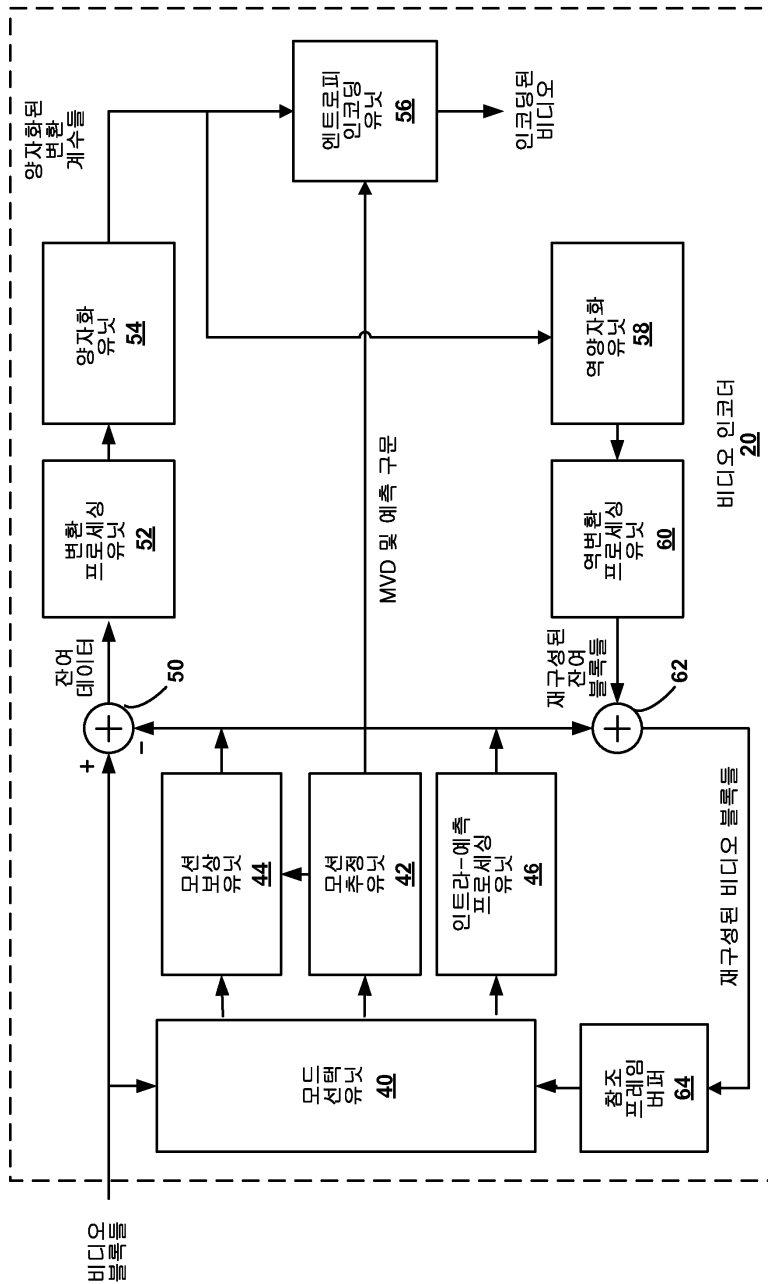 비디오
블록들
+
-
잔여
데이터
50
변환
프로세싱
유닛
52
양자화
유닛
54
양자화된
변환
계수들
모드
선택
유닛
40
모션
보상
유닛
44
모션
추정
유닛
42
인트라-예측
프로세싱
유닛
46
MVD 및 예측 구문
엔트로피
인코딩
유닛
56
인코딩된
비디오
참조
프레임
버퍼
64
재구성된
잔여
블록들
62
역변환
프로세싱
유닛
60
역양자화
유닛
58
재구성된 비디오 블록들
비디오 인코더
20